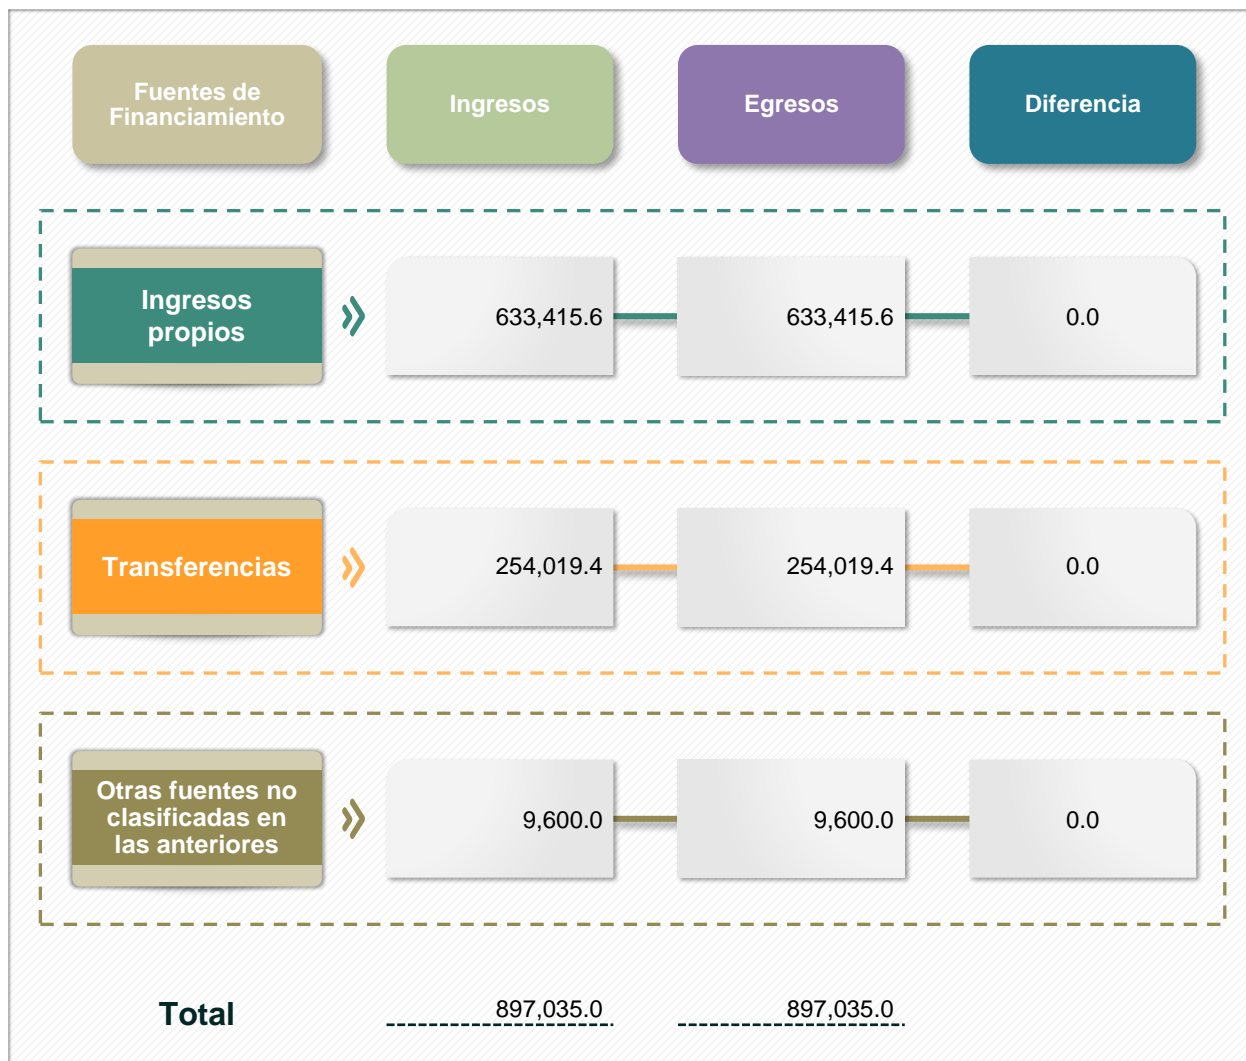 Fuentes de
Financiamiento
Ingresos
Egresos
Diferencia
Ingresos
propios
633,415.6
633,415.6
0.0
Transferencias
254,019.4
254,019.4
0.0
Otras fuentes no
clasificadas en
las anteriores
9,600.0
9,600.0
0.0
Total
897,035.0
897,035.0